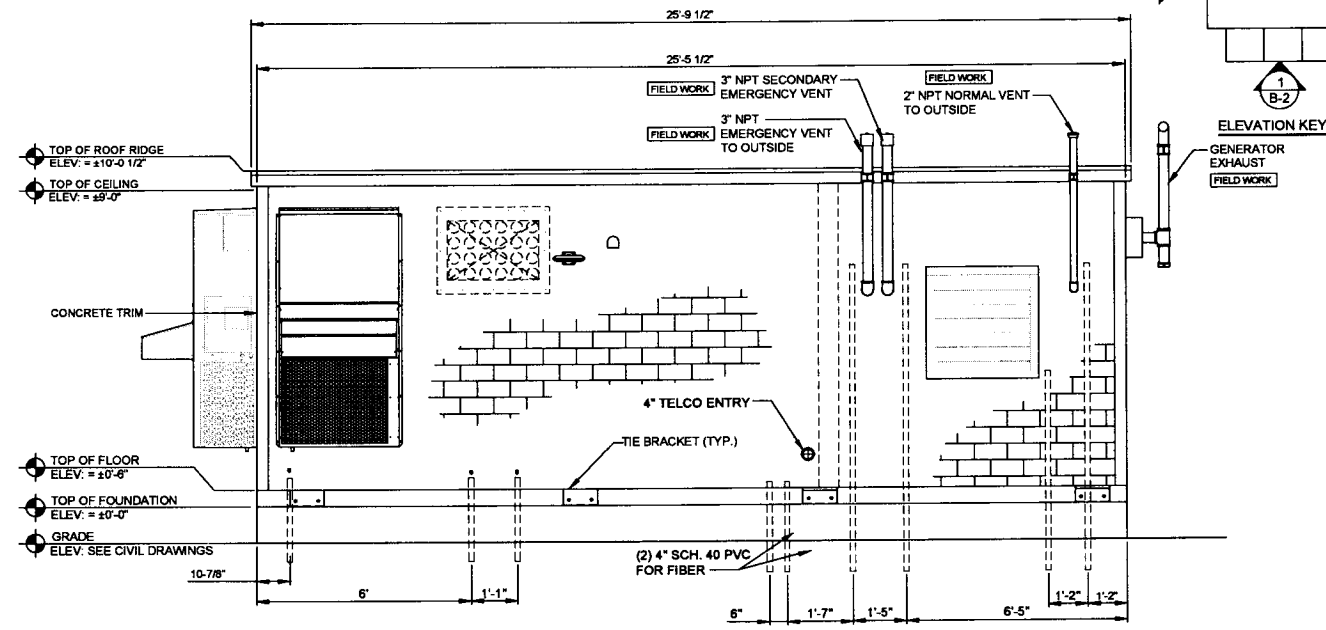 25'-9 1/2"
25'-5 1/2"
FIELD WORK
3" NPT SECONDARY
EMERGENCY VENT
FIELD WORK
3" NPT
EMERGENCY VENT
TO OUTSIDE
FIELD WORK
2" NPT NORMAL VENT
TO OUTSIDE
1
B-2
ELEVATION KEY
GENERATOR
EXHAUST
FIELD WORK
TOP OF ROOF RIDGE
ELEV: = ±10'-0 1/2"
TOP OF CEILING
ELEV: = ±9'-0"
CONCRETE TRIM
4" TELCO ENTRY
TIE BRACKET (TYP.)
TOP OF FLOOR
ELEV: = ±0'-6"
TOP OF FOUNDATION
ELEV: = ±0'-0"
GRADE
ELEV: SEE CIVIL DRAWINGS
(2) 4" SCH. 40 PVC
FOR FIBER
10-7/8"
6'
1'-1"
6"
1'-7"
1'-5"
6'-5"
1'-2"
1'-2"